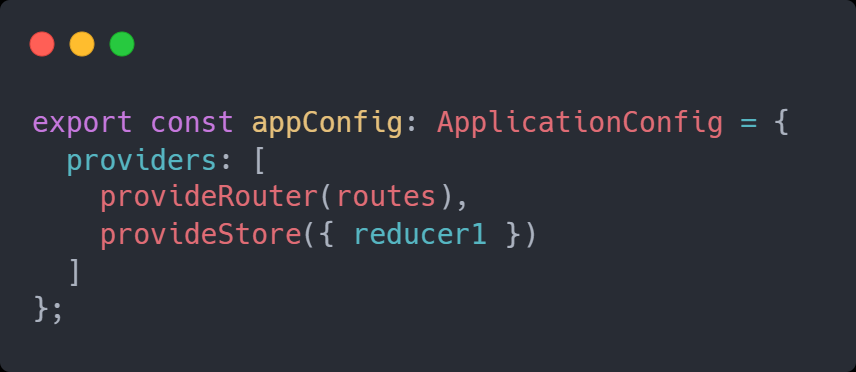 export const appConfig: ApplicationConfig = {
  providers: [
    provideRouter(routes),
    provideStore({ reducer1 })
  ]
};